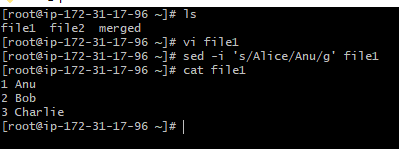 [root@ip-172-31-17-96 ~]# ls
file1  file2  merged
[root@ip-172-31-17-96 ~]# vi file1
[root@ip-172-31-17-96 ~]# sed -i 's/Alice/Anu/g' file1
[root@ip-172-31-17-96 ~]# cat file1
1 Anu
2 Bob
3 Charlie
[root@ip-172-31-17-96 ~]#